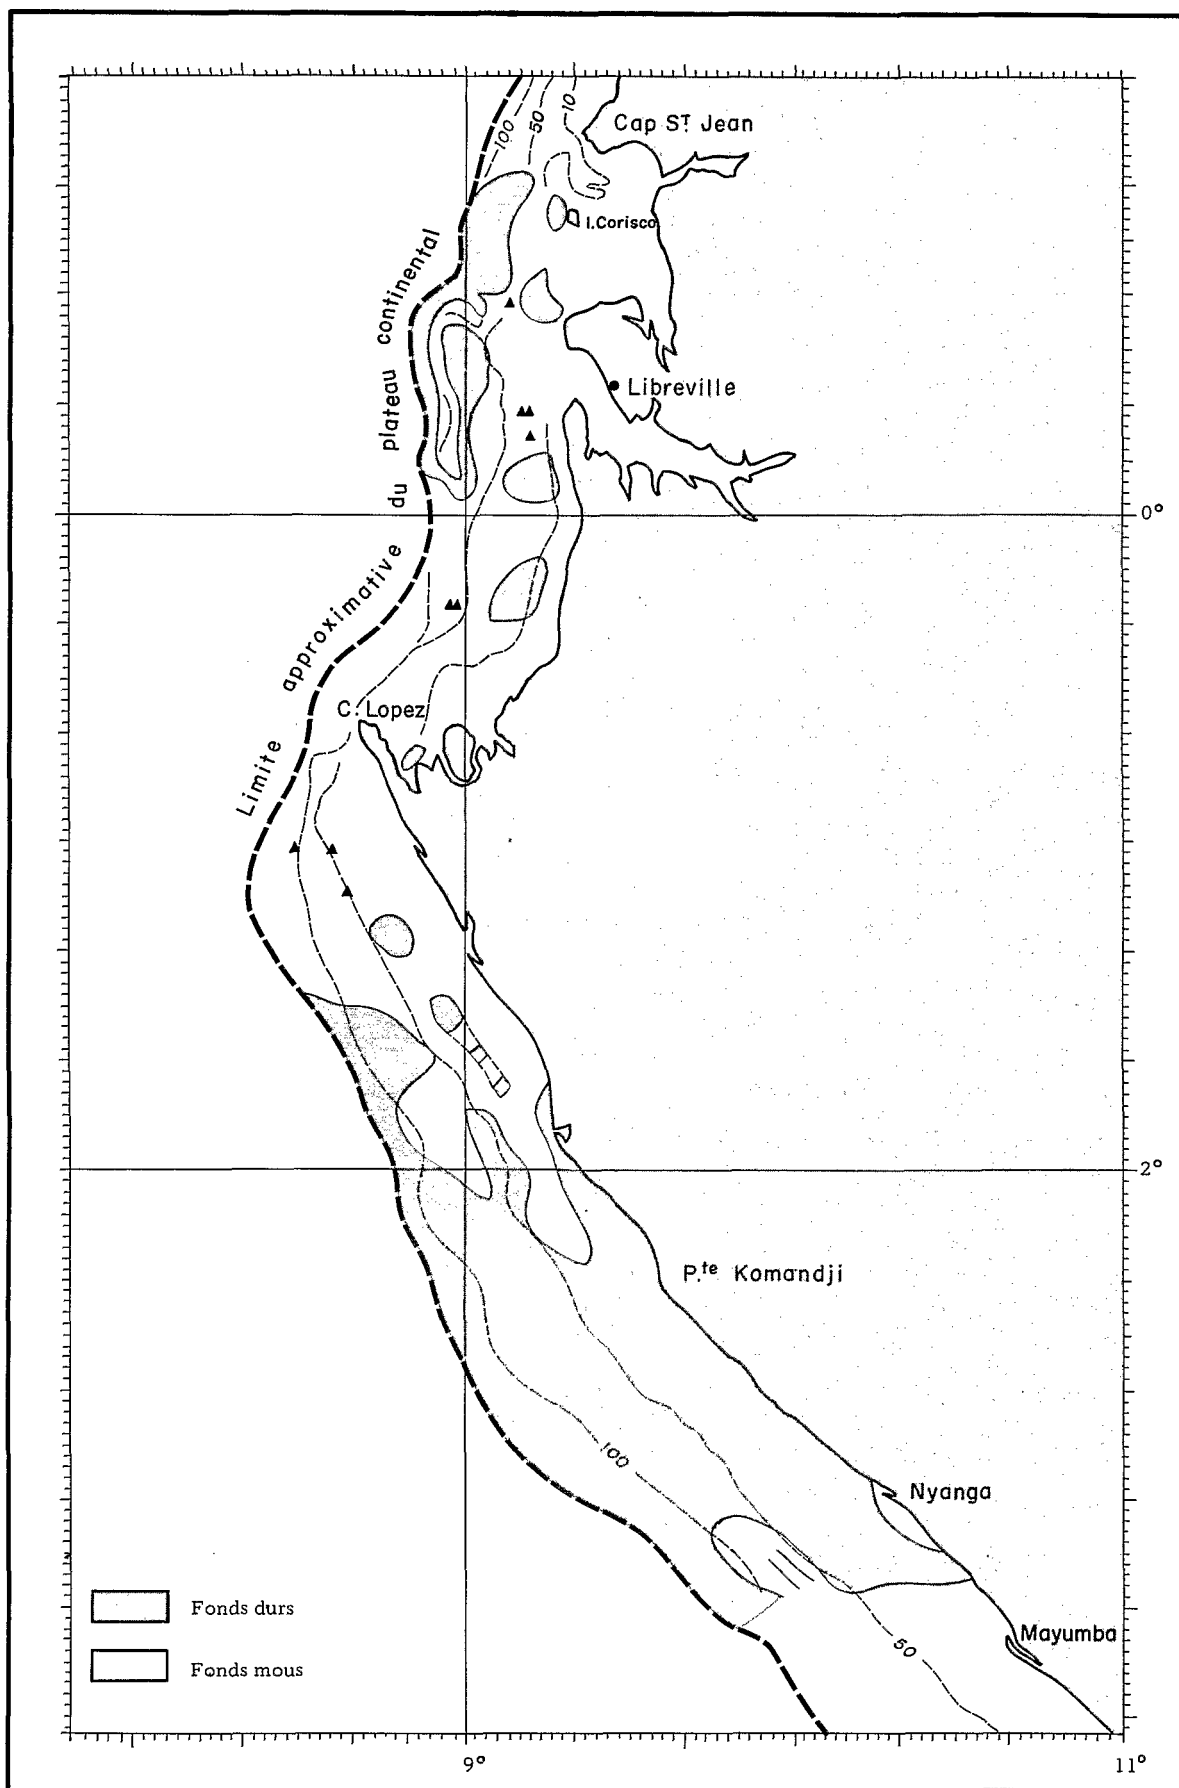 100
50
10
Cap ST Jean
I. Corisco
Limite approximative du plateau continental
Libreville
0°
C. Lopez
2°
P.te Komandji
100
Nyanga
50
Mayumba
Fonds durs
Fonds mous
9°
11°